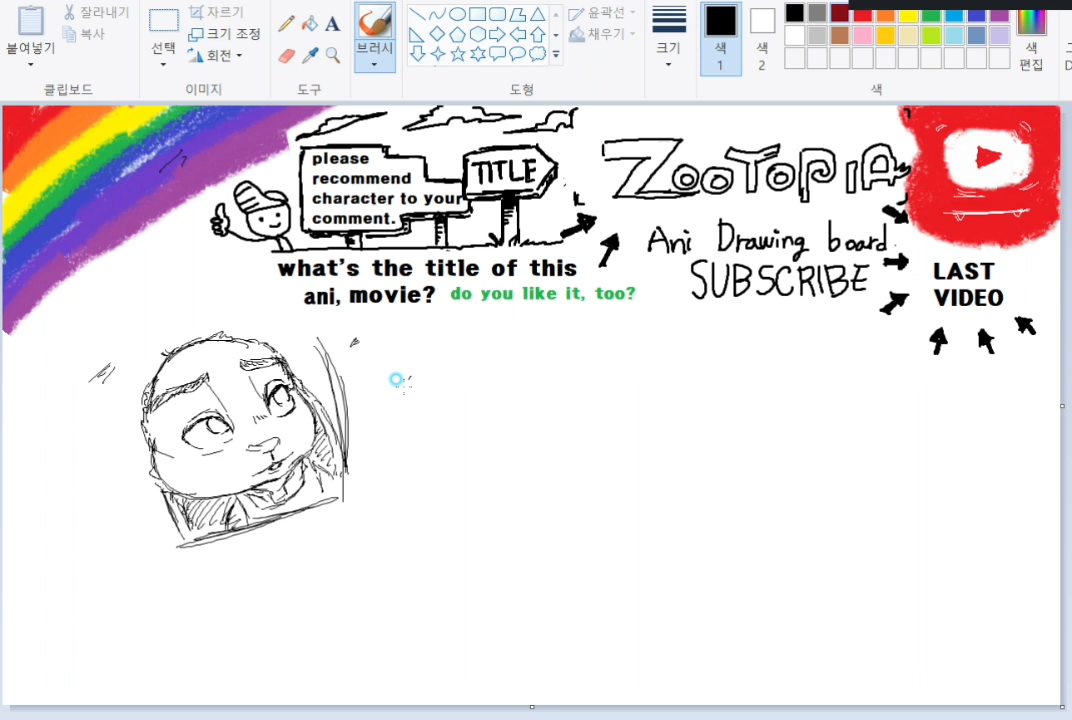 잘라내기
복사
붙여넣기
클립보드
선택
자르기
크기 조정
회전
이미지
A
도구
브러시
윤곽선
채우기
도형
크기
색
1
색
2
색
편집
색
please
recommend
character to your
comment.
TITLE
what's the title of this
ani, movie? do you like it, too?
ZooTopiA
Ani Drawing board.
SUBSCRIBE
LAST
VIDEO